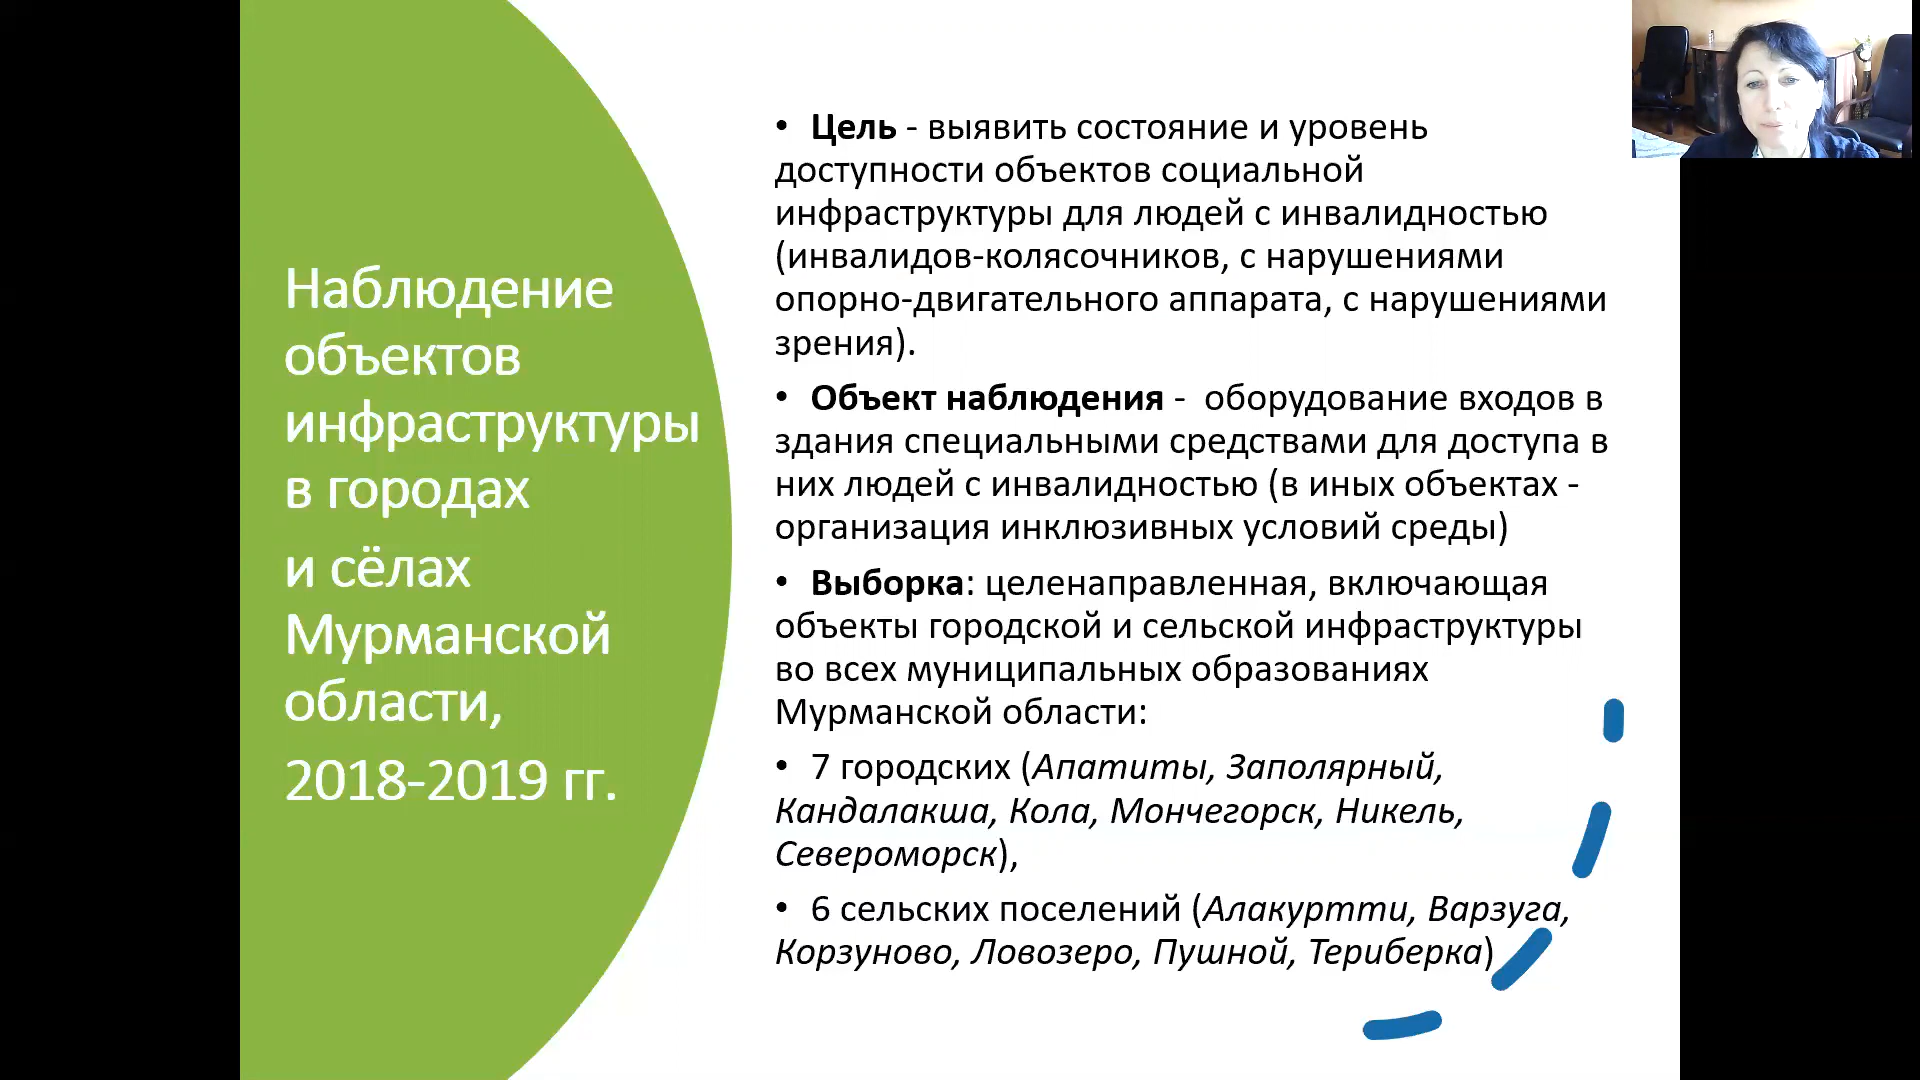 Наблюдение
объектов
инфраструктуры
в городах
и сёлах
Мурманской
области,
2018-2019 гг.
• Цель - выявить состояние и уровень
доступности объектов социальной
инфраструктуры для людей с инвалидностью
(инвалидов-колясочников, с нарушениями
опорно-двигательного аппарата, с нарушениями
зрения).
• Объект наблюдения - оборудование входов в
здания специальными средствами для доступа в
них людей с инвалидностью (в иных объектах -
организация инклюзивных условий среды)
• Выборка: целенаправленная, включающая
объекты городской и сельской инфраструктуры
во всех муниципальных образованиях
Мурманской области:
• 7 городских (Апатиты, Заполярный,
Кандалакша, Кола, Мончегорск, Никель,
Североморск),
• 6 сельских поселений (Алакуртти, Варзуга,
Корзуново, Ловозеро, Пушной, Териберка)